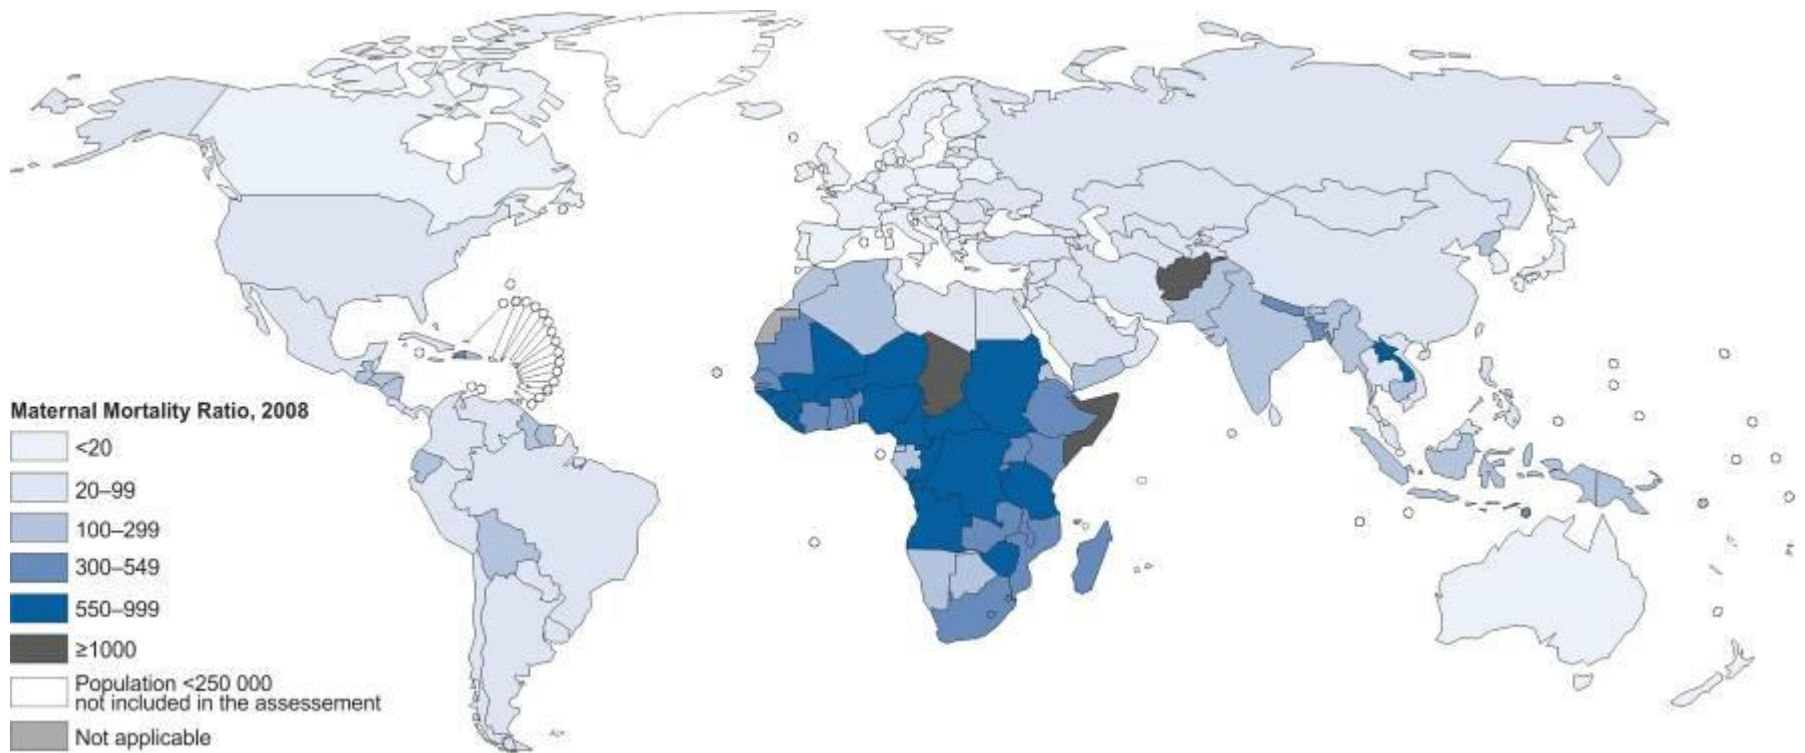 Maternal Mortality Ratio, 2008
<20
20–99
100–299
300–549
550–999
≥1000
Population <250 000
not included in the assessement
Not applicable